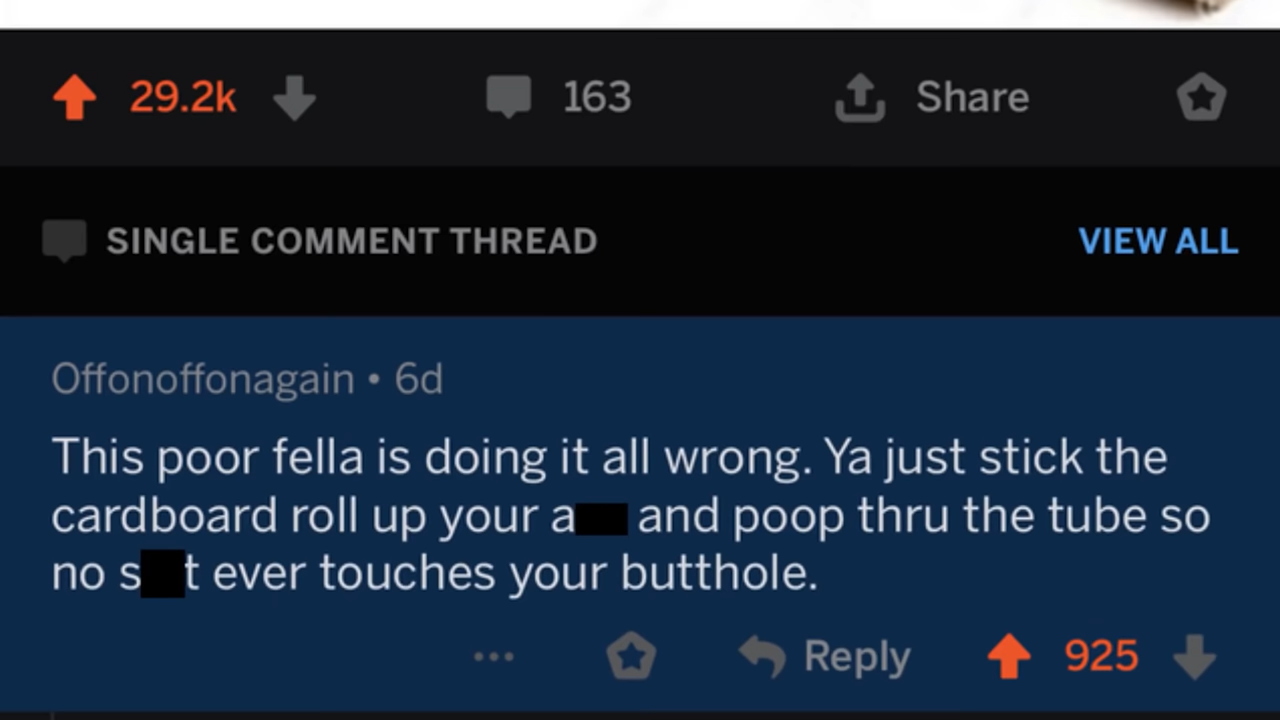 29.2k 163 Share
SINGLE COMMENT THREAD VIEW ALL
Offonoffonagain • 6d
This poor fella is doing it all wrong. Ya just stick the
cardboard roll up your a and poop thru the tube so
no s t ever touches your butthole.
... Reply 925